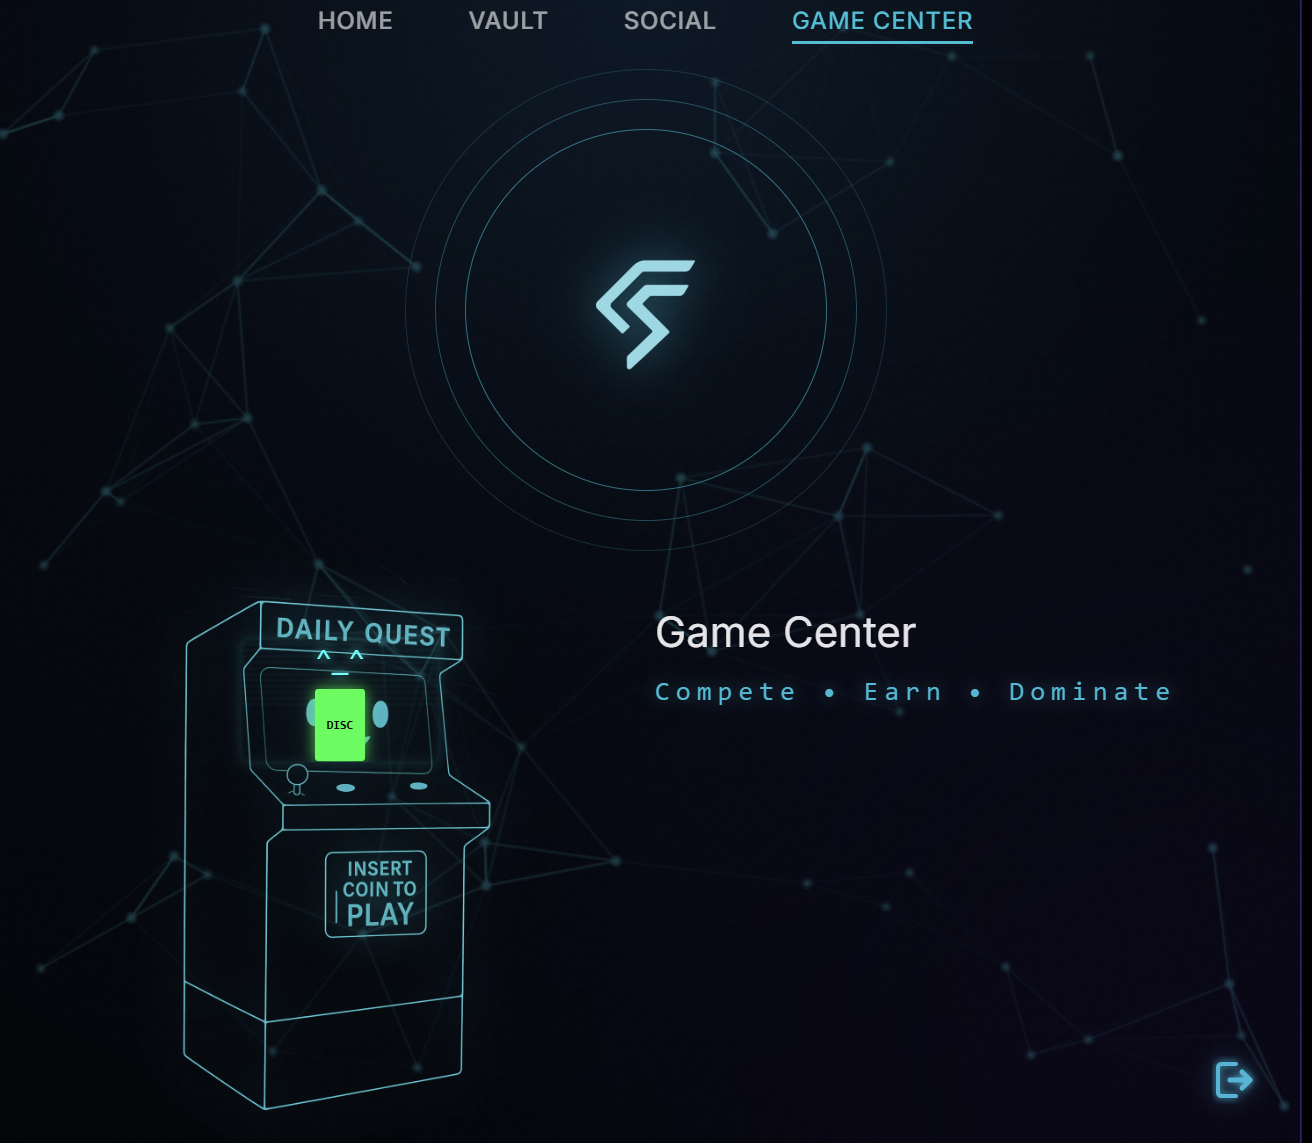 HOME VAULT SOCIAL GAME CENTER
DAILY QUEST
^ ^
DISC
INSERT
COIN TO
PLAY
Game Center
Compete • Earn • Dominate